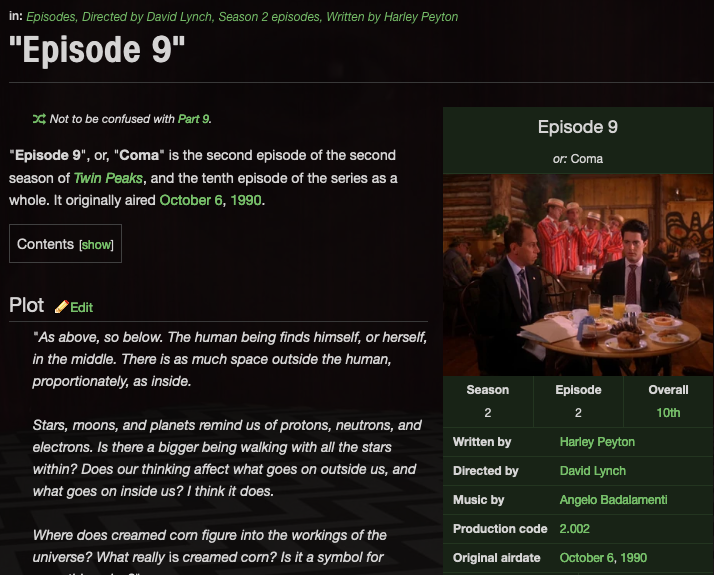 in: Episodes, Directed by David Lynch, Season 2 episodes, Written by Harley Peyton
"Episode 9"
Not to be confused with Part 9.
"Episode 9", or, "Coma" is the second episode of the second
season of Twin Peaks, and the tenth episode of the series as a
whole. It originally aired October 6, 1990.
Contents [show]
Plot Edit
"As above, so below. The human being finds himself, or herself,
in the middle. There is as much space outside the human,
proportionately, as inside.
Stars, moons, and planets remind us of protons, neutrons, and
electrons. Is there a bigger being walking with all the stars
within? Does our thinking affect what goes on outside us, and
what goes on inside us? I think it does.
Where does creamed corn figure into the workings of the
universe? What really is creamed corn? Is it a symbol for
Episode 9
or: Coma
Season Episode Overall
2 2 10th
Written by Harley Peyton
Directed by David Lynch
Music by Angelo Badalamenti
Production code 2.002
Original airdate October 6, 1990